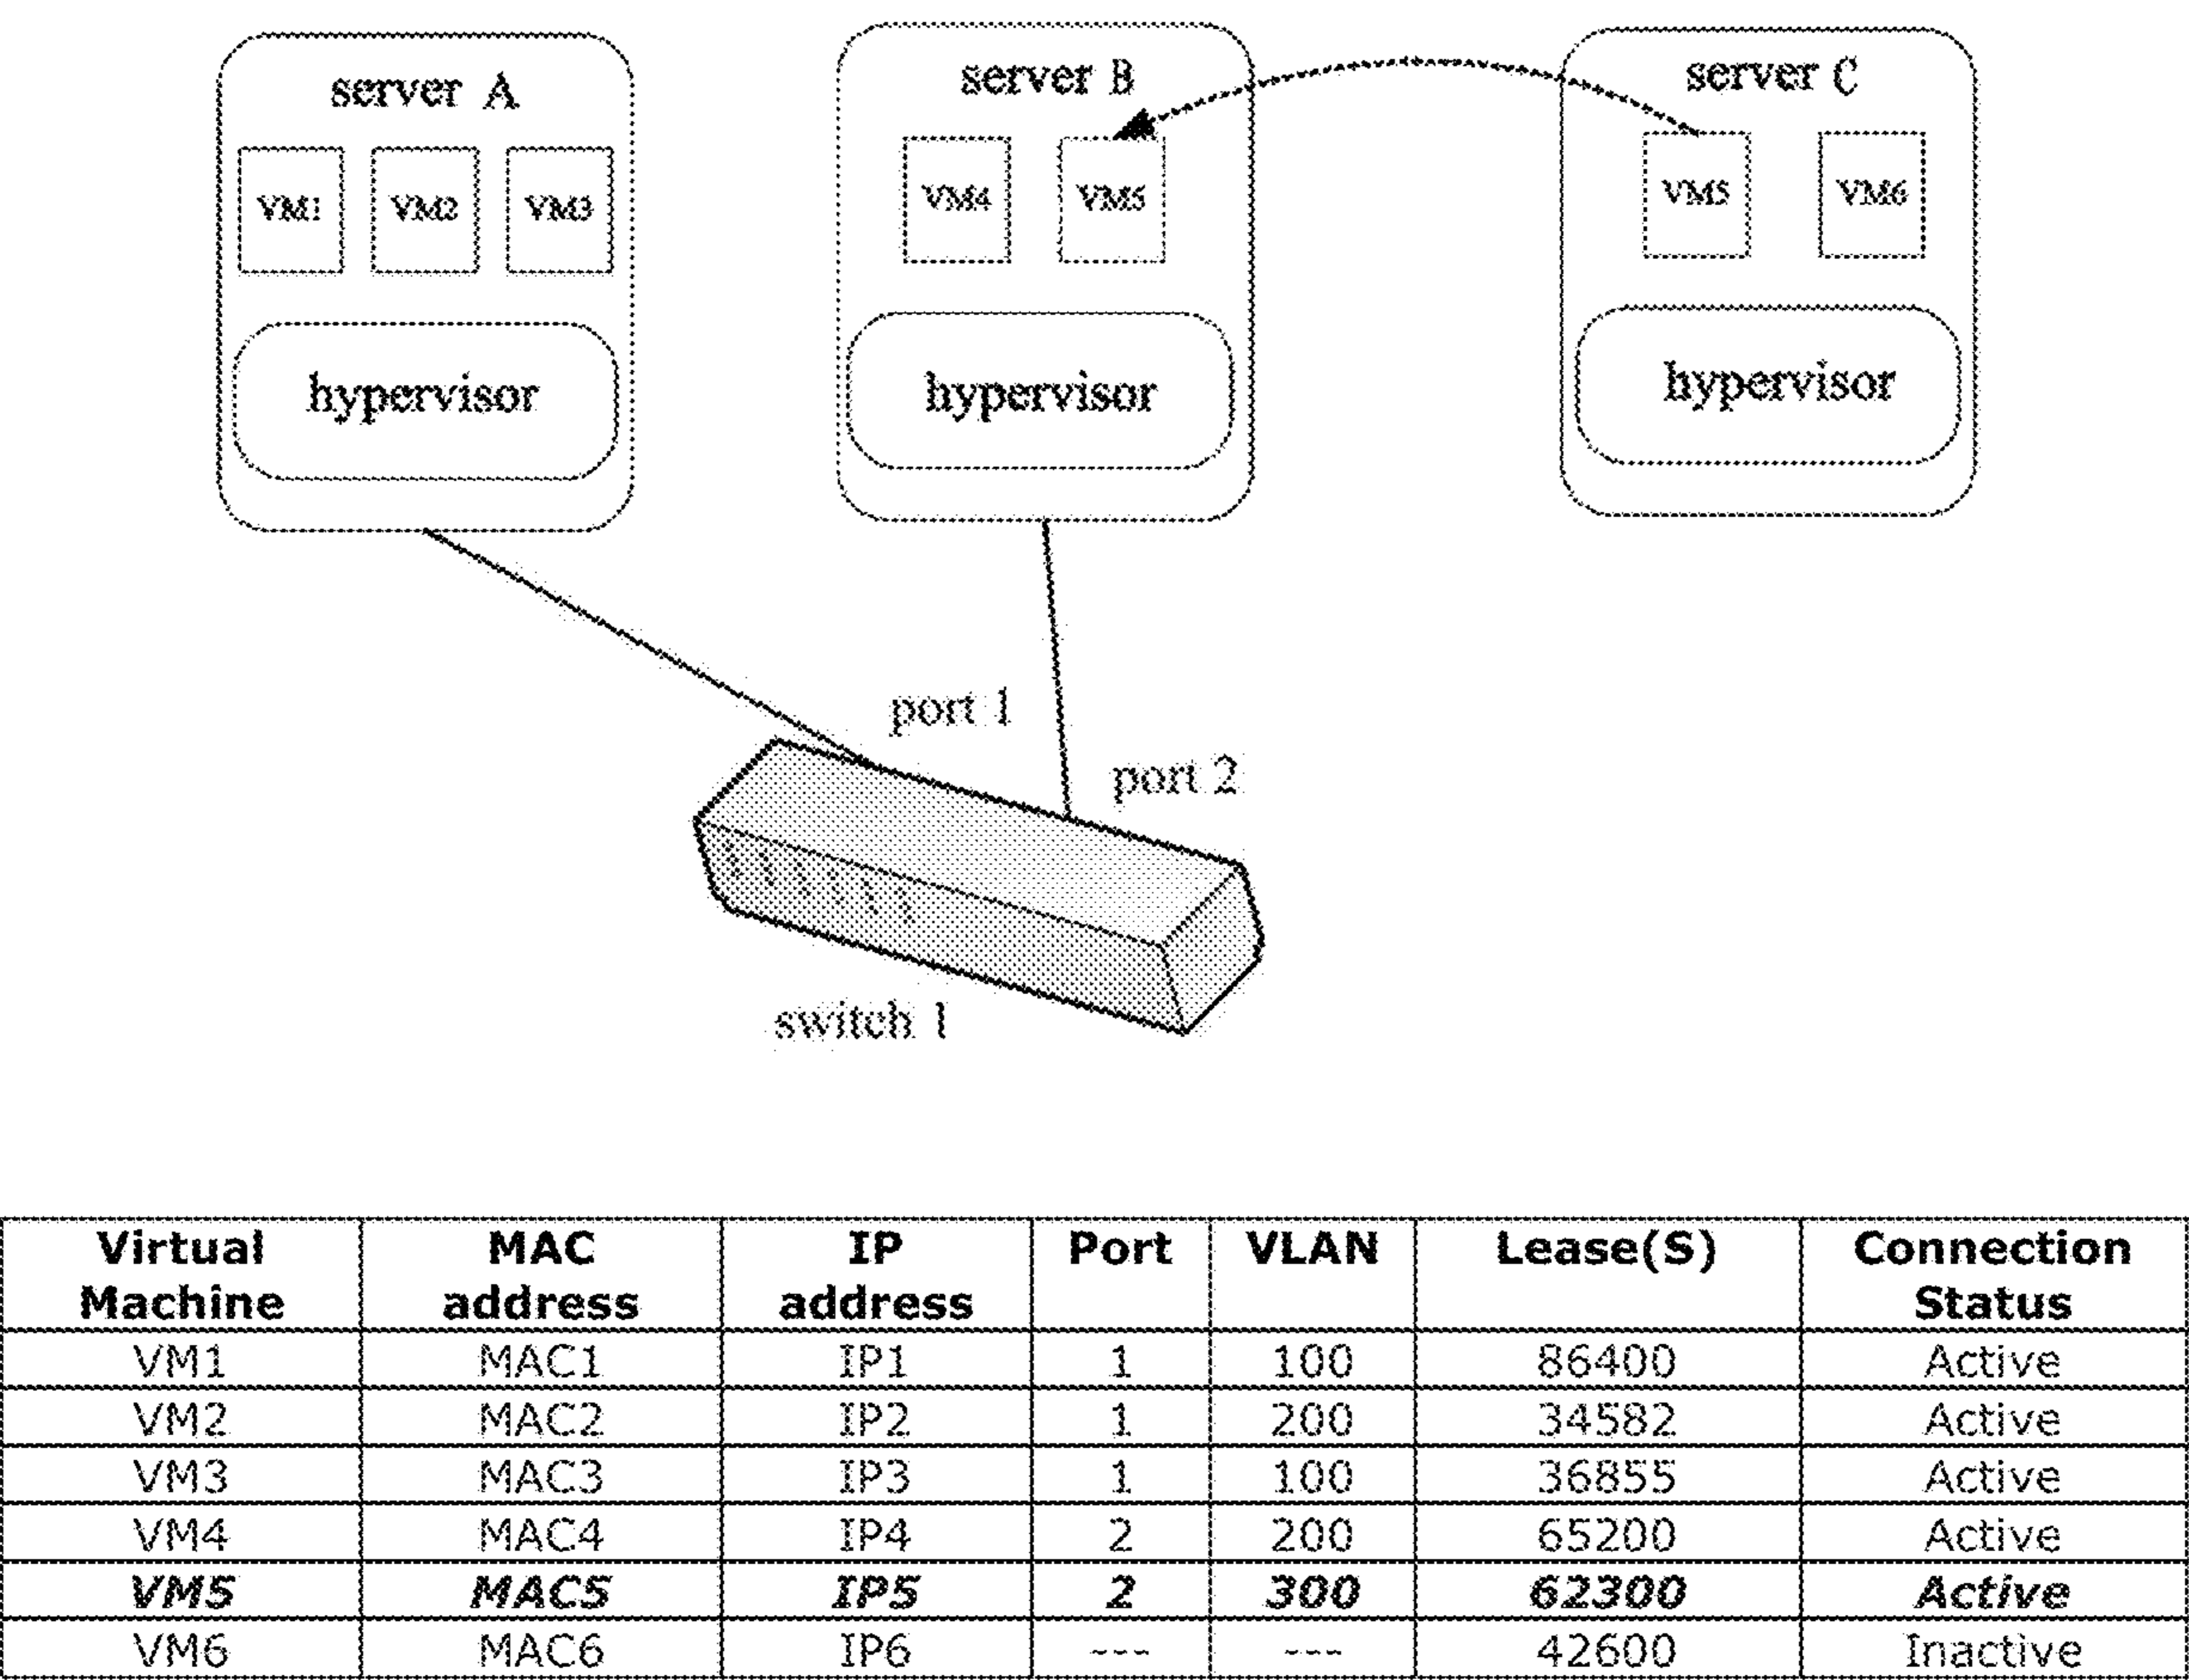 server A
server B
server C
VM1 VM2 VM3
VM4 VM5
VM5 VM6
hypervisor
hypervisor
hypervisor
port 1
port 2
switch 1
Virtual Machine MAC address IP address Port VLAN Lease(S) Connection Status
VM1 MAC1 IP1 1 100 86400 Active
VM2 MAC2 IP2 1 200 34582 Active
VM3 MAC3 IP3 1 100 36855 Active
VM4 MAC4 IP4 2 200 65200 Active
VM5 MAC5 IP5 2 300 62300 Active
VM6 MAC6 IP6 --- --- 42600 Inactive